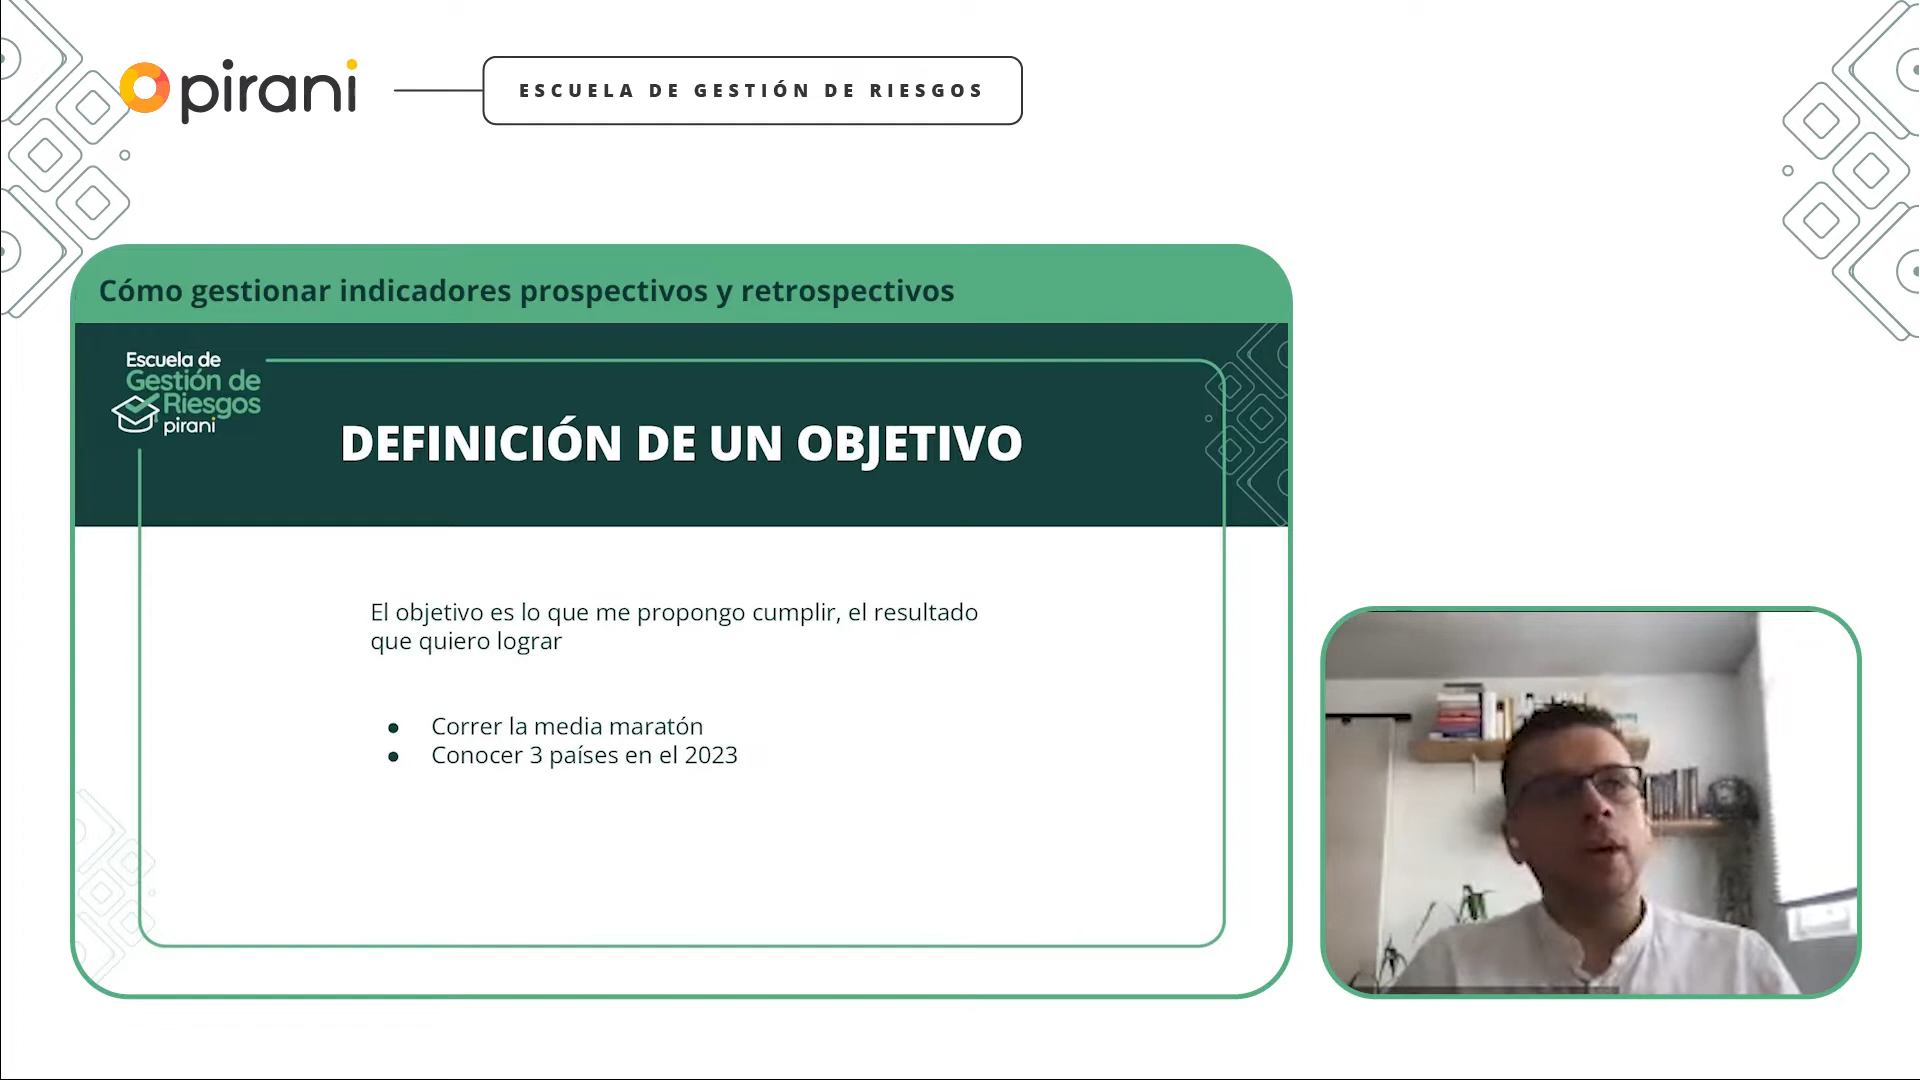 pirani
ESCUELA DE GESTIÓN DE RIESGOS
Cómo gestionar indicadores prospectivos y retrospectivos
Escuela de
Gestión de
Riesgos
pirani
DEFINICIÓN DE UN OBJETIVO
El objetivo es lo que me propongo cumplir, el resultado
que quiero lograr
● Correr la media maratón
● Conocer 3 países en el 2023